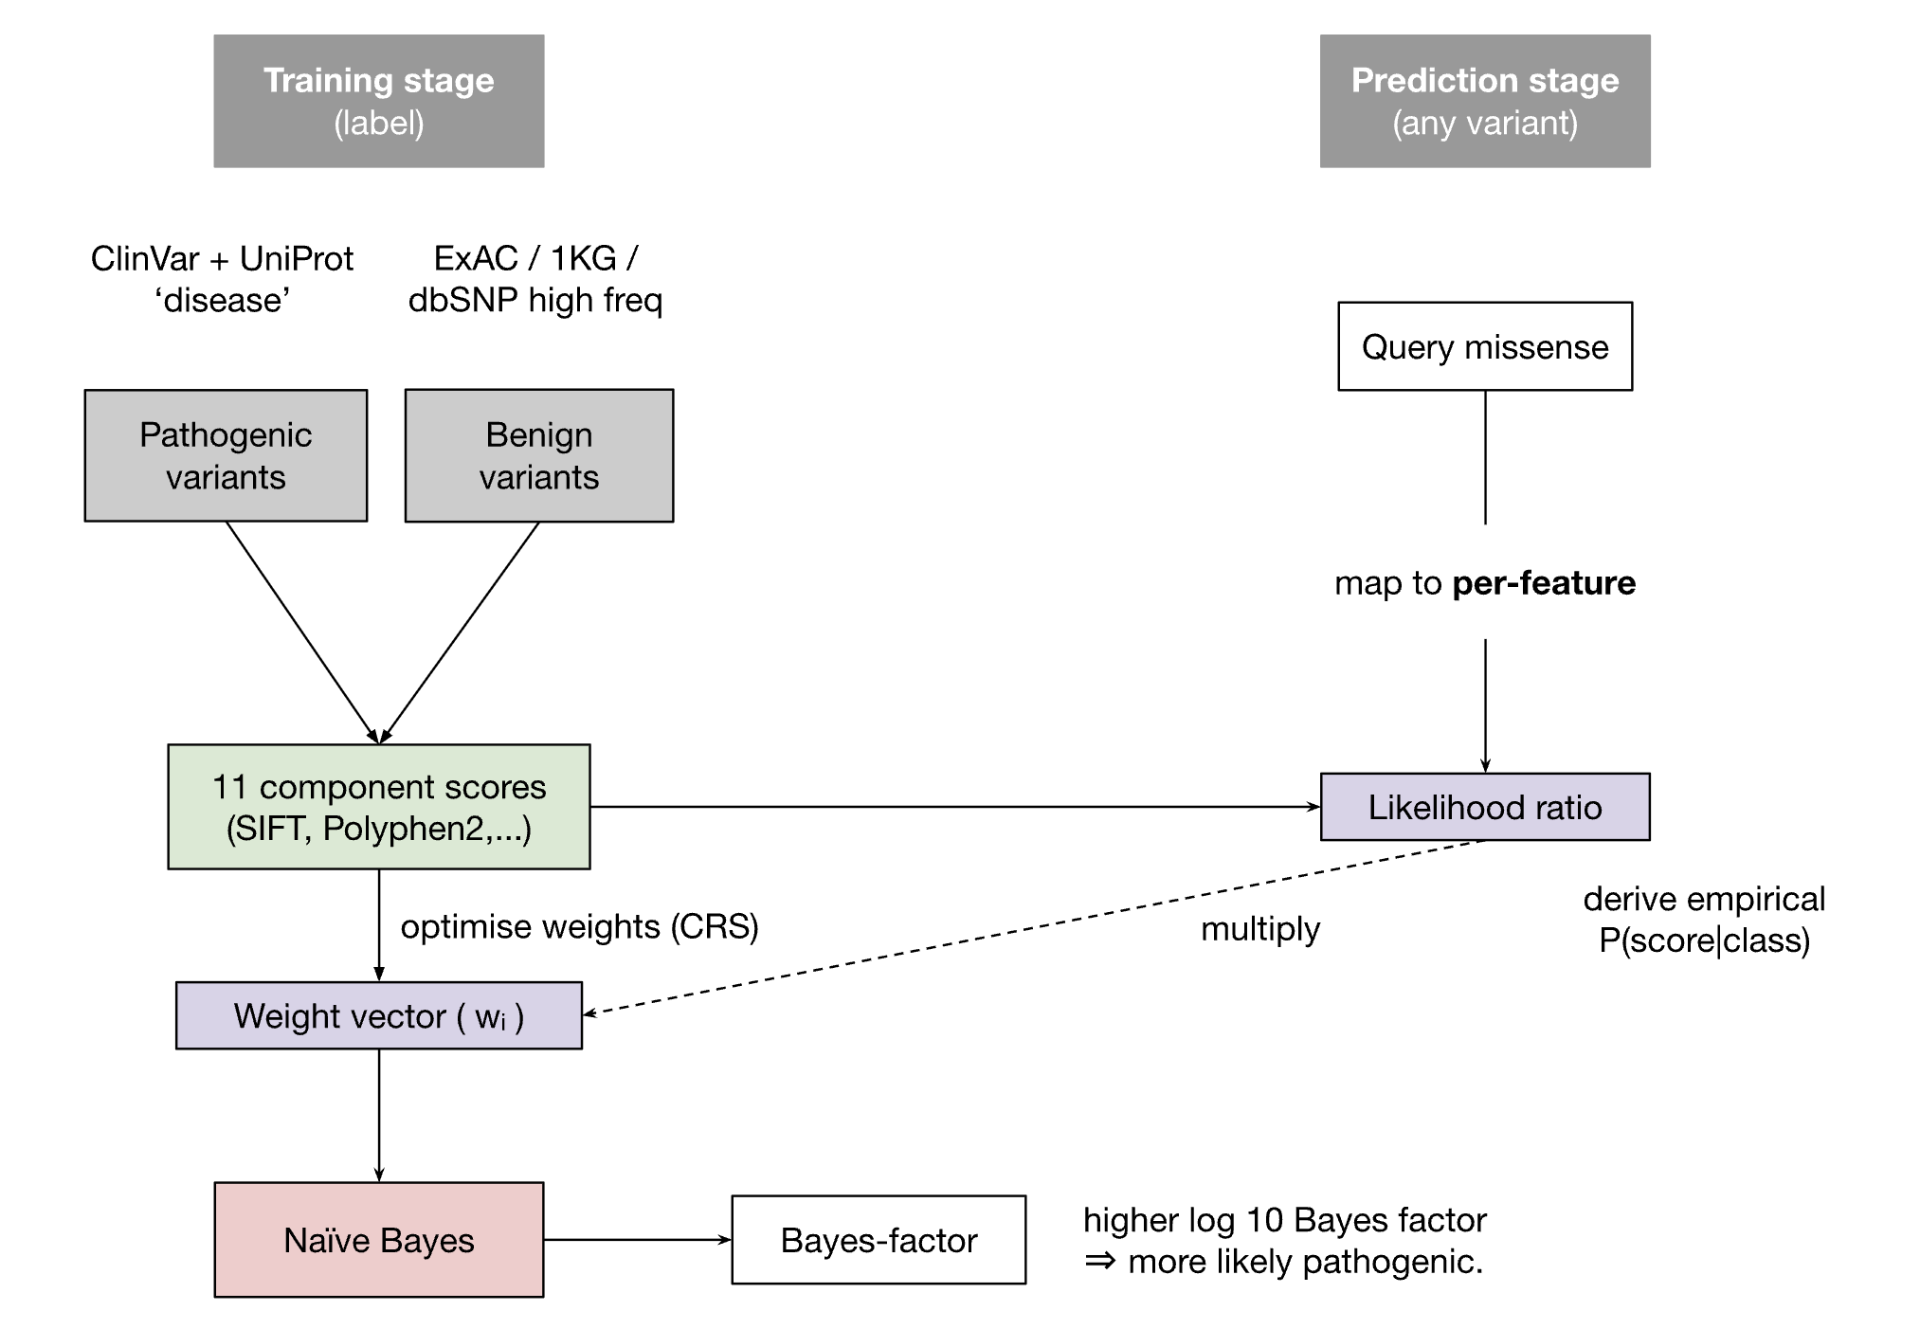 Training stage
(label)
Prediction stage
(any variant)
ClinVar + UniProt
‘disease’
ExAC / 1KG /
dbSNP high freq
Query missense
Pathogenic
variants
Benign
variants
map to per-feature
11 component scores
(SIFT, Polyphen2,...)
Likelihood ratio
optimise weights (CRS)
multiply
derive empirical
P(score|class)
Weight vector ( wᵢ )
Naïve Bayes
Bayes-factor
higher log 10 Bayes factor
⇒ more likely pathogenic.